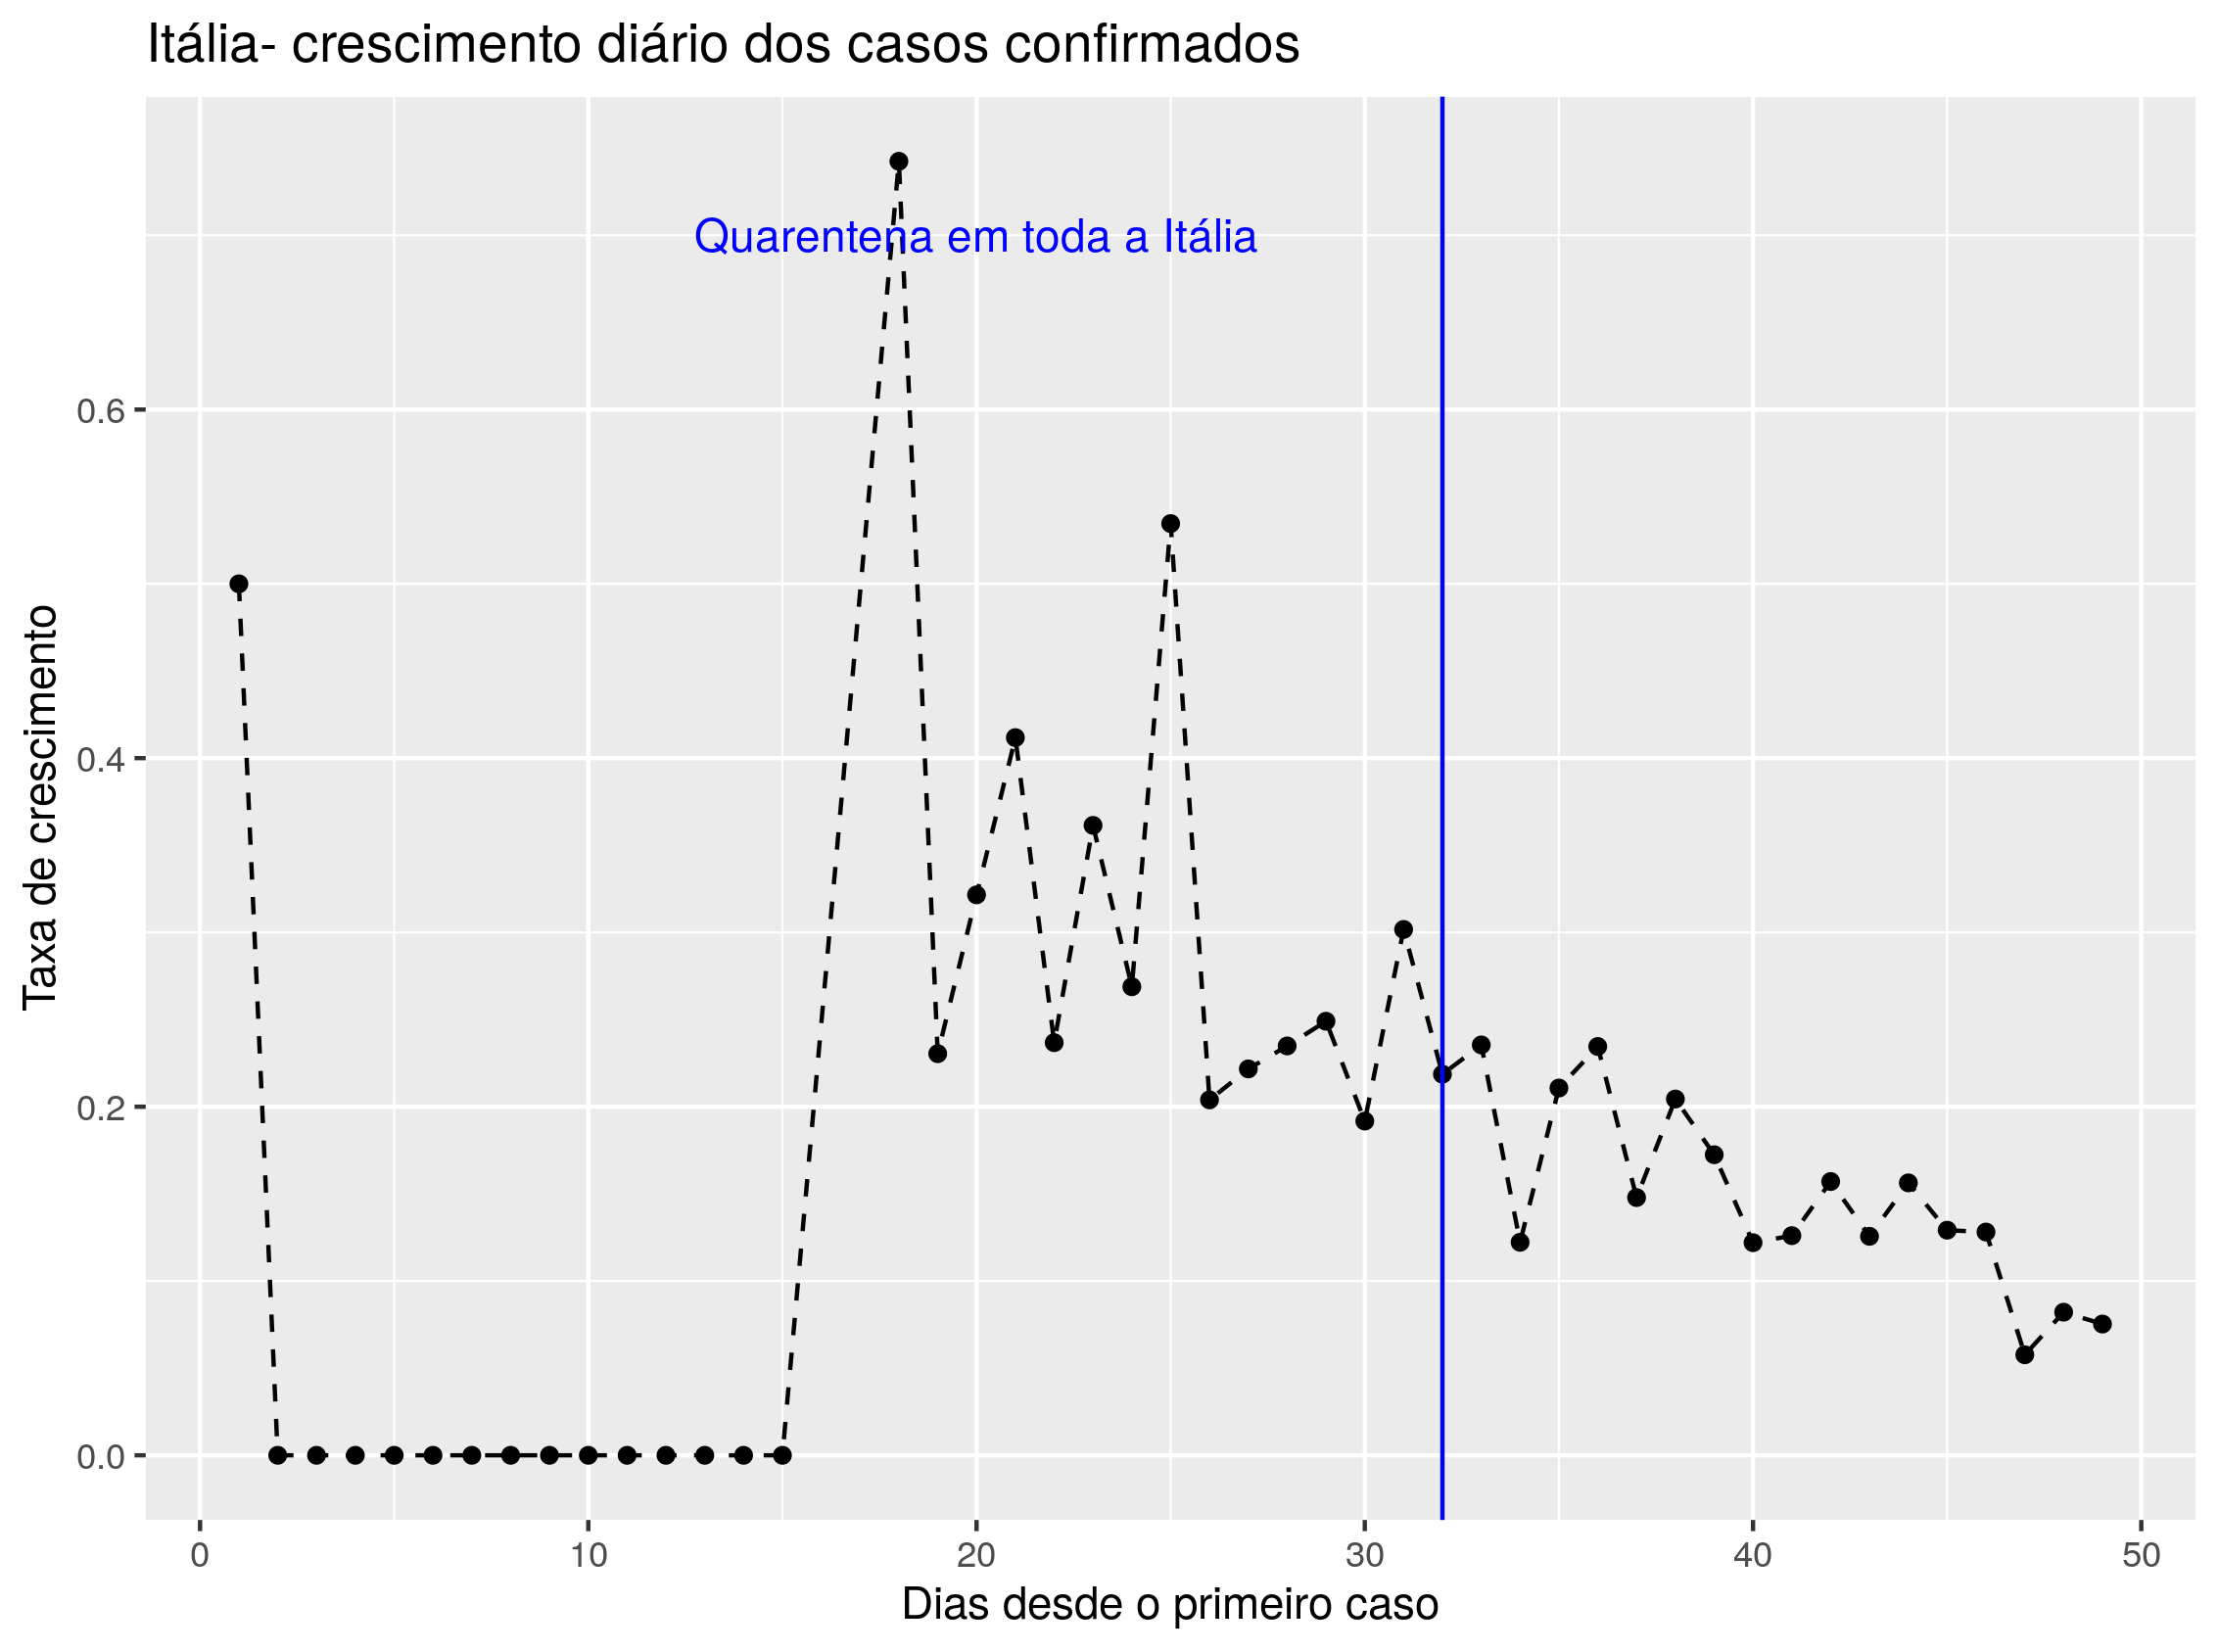 Itália- crescimento diário dos casos confirmados
Quarentena em toda a Itália
Taxa de crescimento
0.6
0.4
0.2
0.0
0 10 20 30 40 50
Dias desde o primeiro caso